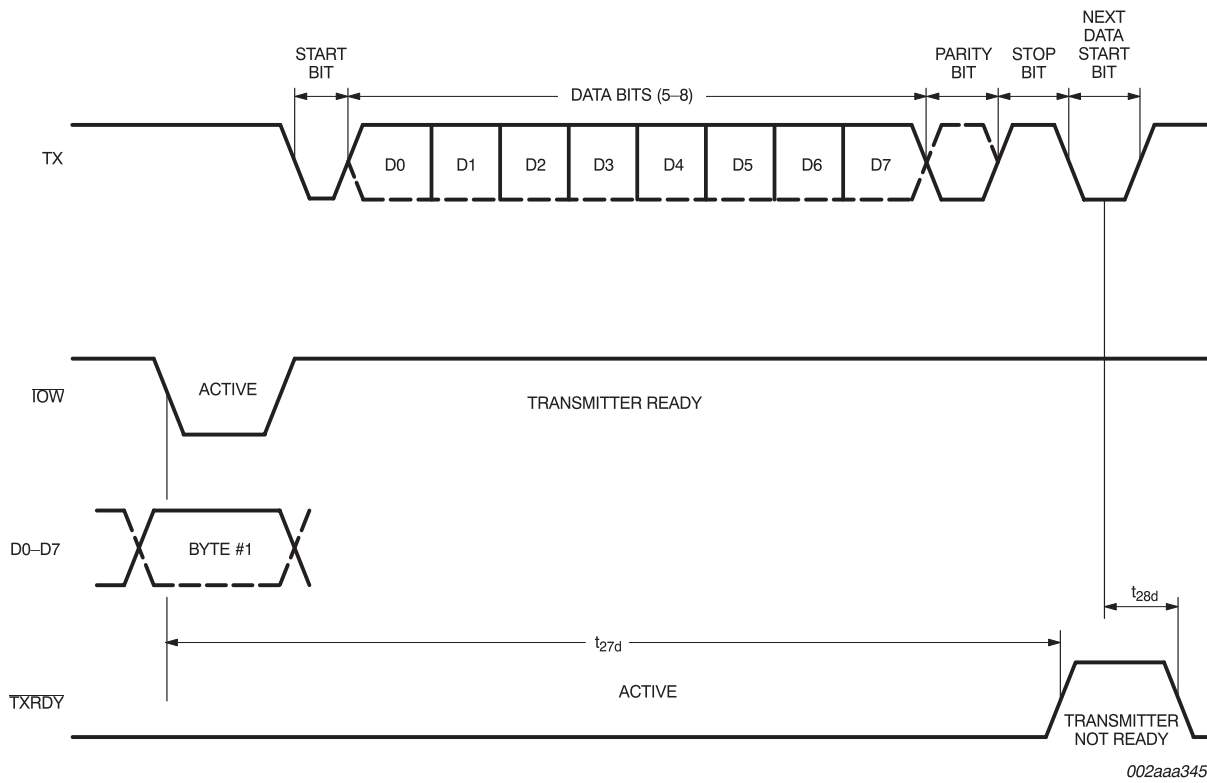 NEXT
DATA
START
BIT
START
BIT
PARITY
BIT
STOP
BIT
DATA BITS (5–8)
TX
D0
D1
D2
D3
D4
D5
D6
D7
IOW
ACTIVE
TRANSMITTER READY
D0–D7
BYTE #1
t28d
t27d
TXRDY
ACTIVE
TRANSMITTER
NOT READY
002aaa345